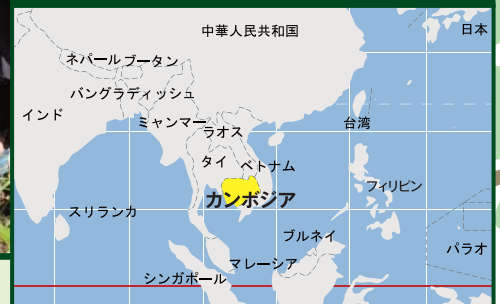 中華人民共和国
日本
ネパール
ブータン
バングラディッシュ
インド
ミャンマー
ラオス
台湾
タイ
ベトナム
フィリピン
カンボジア
スリランカ
ブルネイ
パラオ
マレーシア
シンガポール